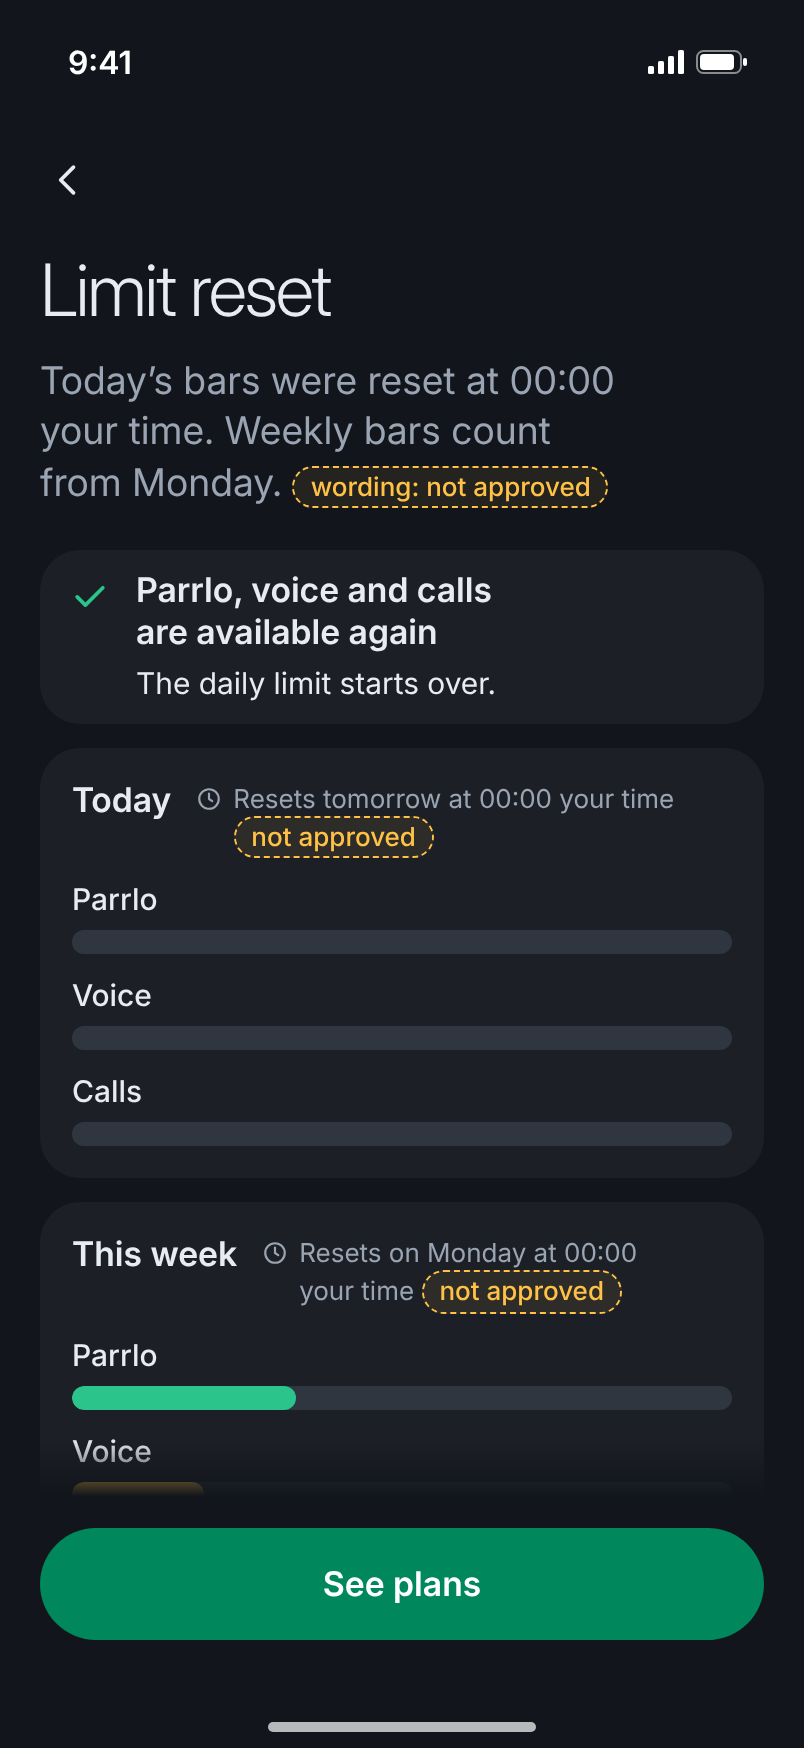 9:41
Limit reset
Today’s bars were reset at 00:00
your time. Weekly bars count
from Monday. wording: not approved
Parrlo, voice and calls
are available again
The daily limit starts over.
Today Resets tomorrow at 00:00 your time
not approved
Parrlo
Voice
Calls
This week Resets on Monday at 00:00
your time not approved
Parrlo
Voice
See plans